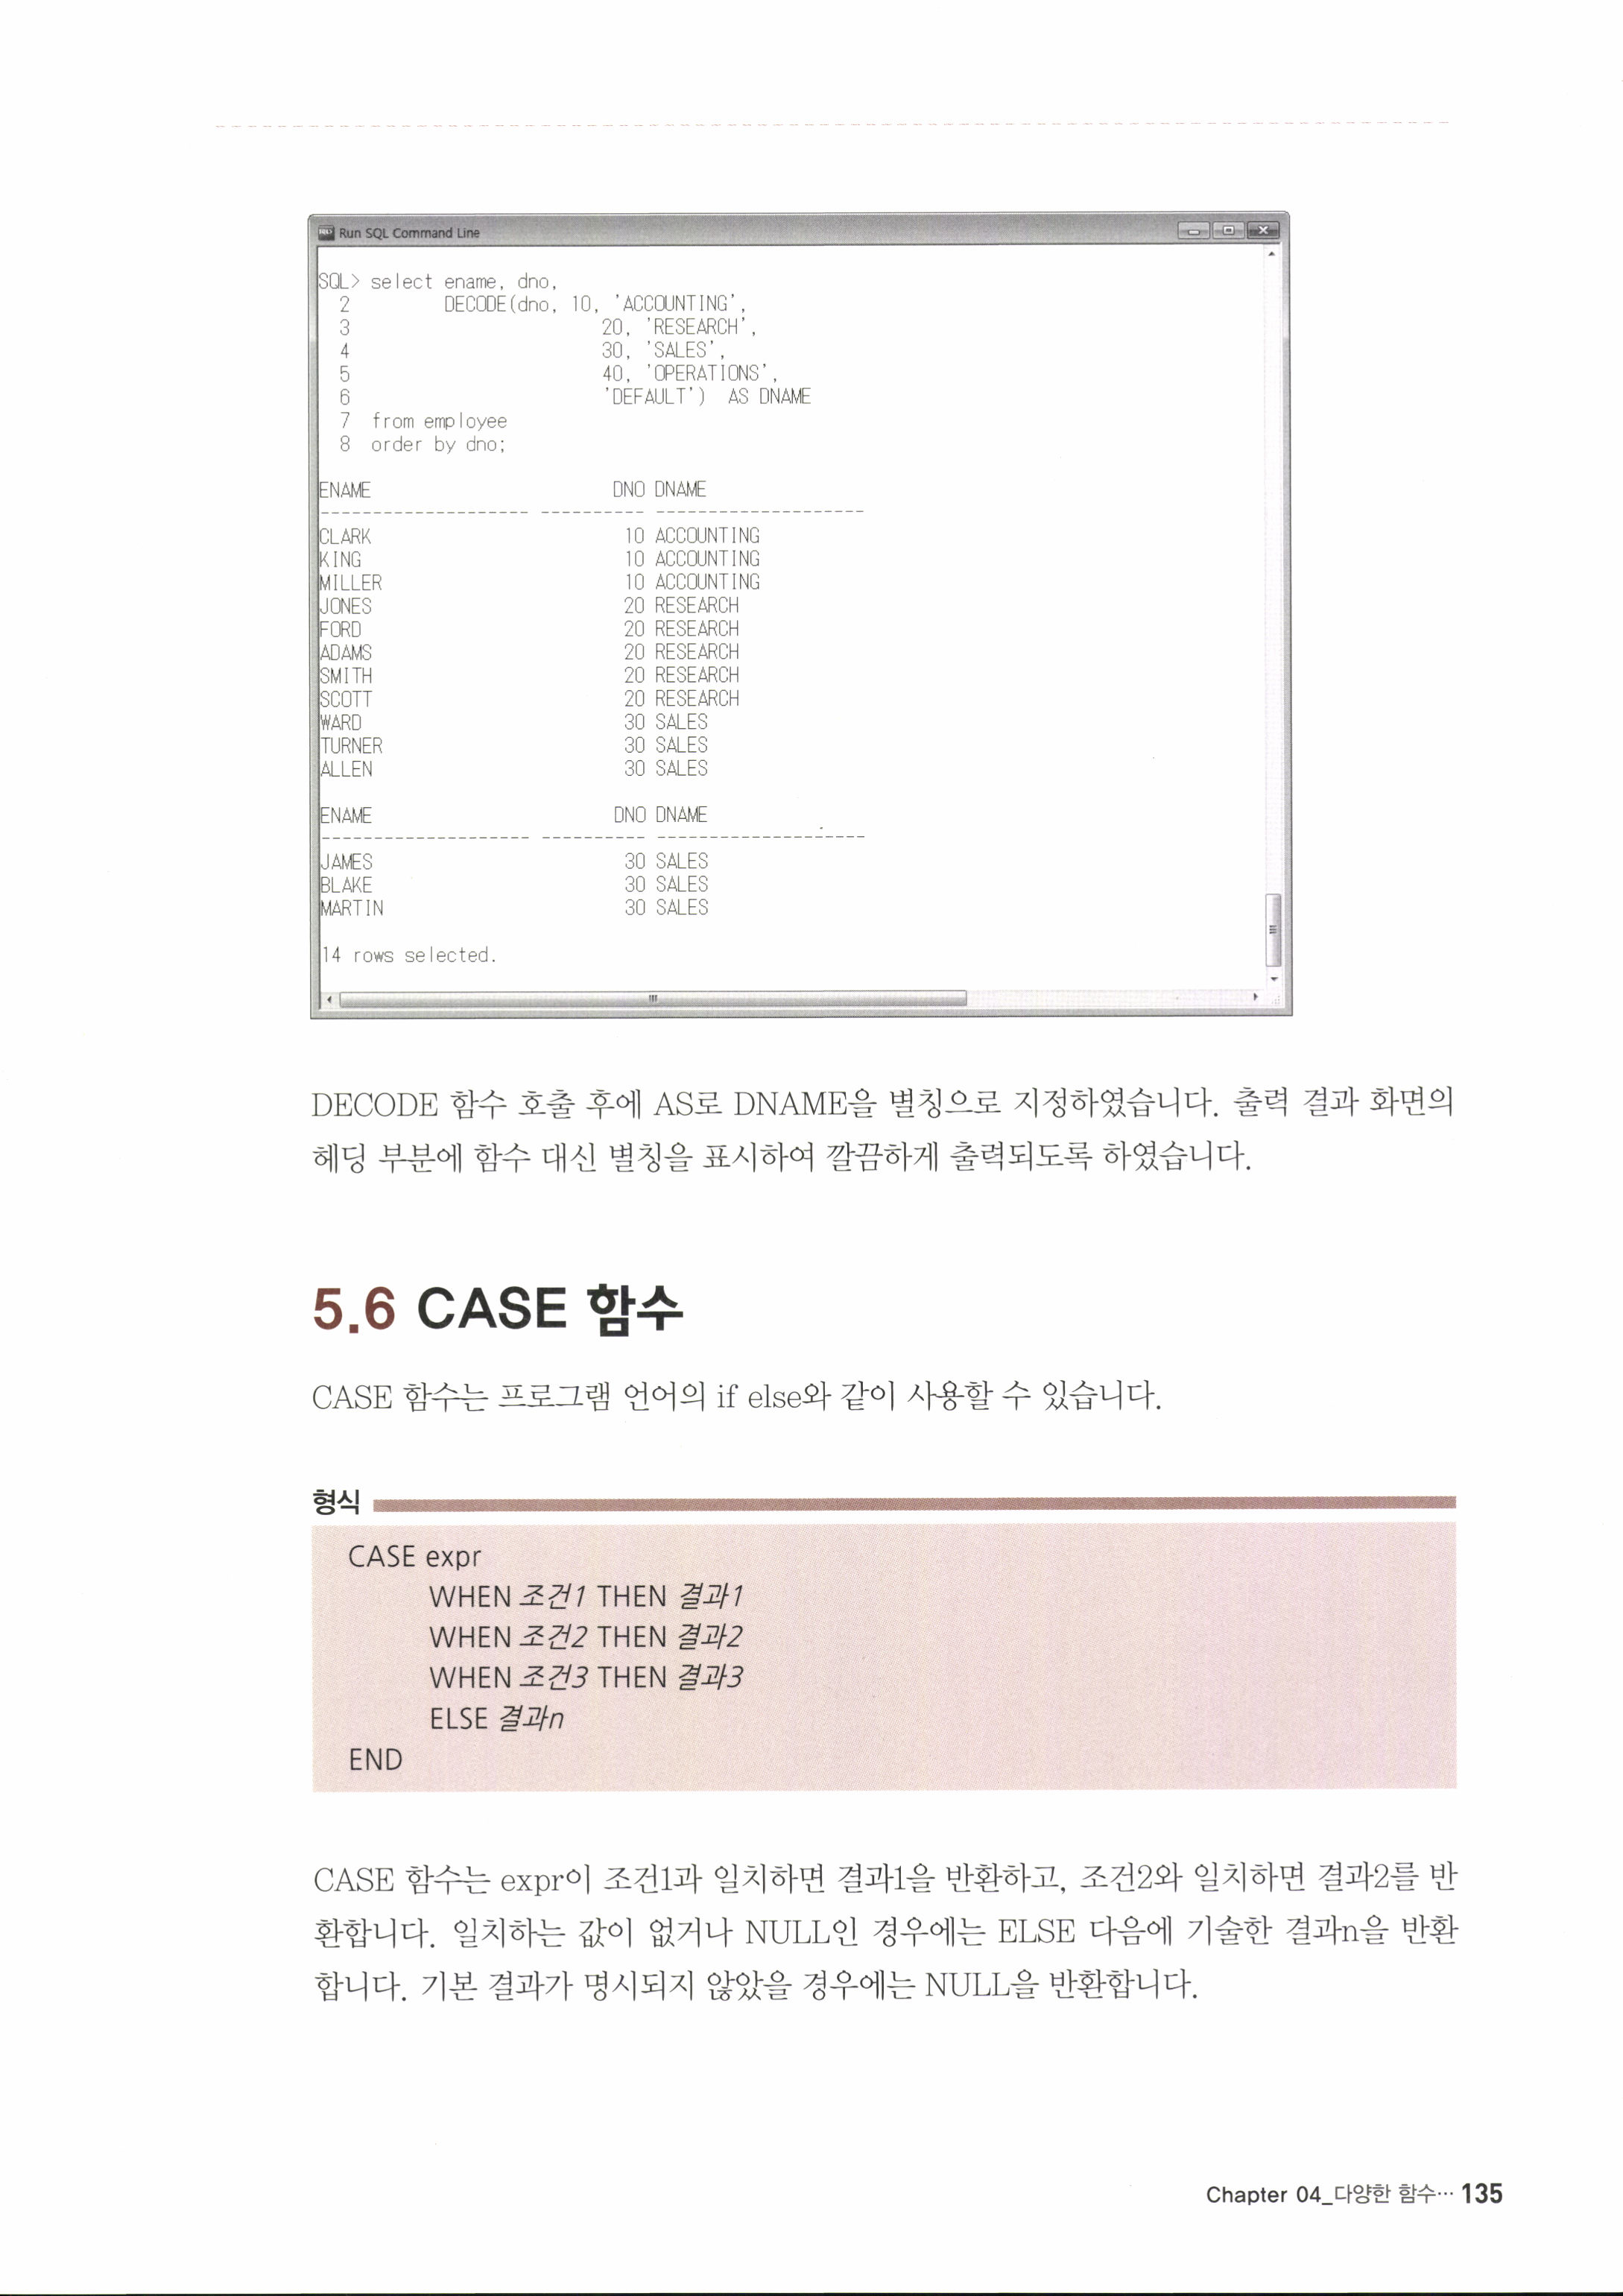 Run SQL Command Line
SQL> select ename, dno,
2 DECODE(dno, 10, 'ACCOUNTING',
3 20, 'RESEARCH',
4 30, 'SALES',
5 40, 'OPERATIONS',
6 'DEFAULT') AS DNAME
7 from employee
8 order by dno;
ENAME DNO DNAME
-------------------- ---------- --------------------
CLARK 10 ACCOUNTING
KING 10 ACCOUNTING
MILLER 10 ACCOUNTING
JONES 20 RESEARCH
FORD 20 RESEARCH
ADAMS 20 RESEARCH
SMITH 20 RESEARCH
SCOTT 20 RESEARCH
WARD 30 SALES
TURNER 30 SALES
ALLEN 30 SALES
ENAME DNO DNAME
-------------------- ---------- --------------------
JAMES 30 SALES
BLAKE 30 SALES
MARTIN 30 SALES
14 rows selected.
DECODE 함수 호출 후에 AS로 DNAME을 별칭으로 지정하였습니다. 출력 결과 화면의
헤딩 부분에 함수 대신 별칭을 표시하여 깔끔하게 출력되도록 하였습니다.
5.6 CASE 함수
CASE 함수는 프로그램 언어의 if else와 같이 사용할 수 있습니다.
형식
CASE expr
WHEN 조건1 THEN 결과1
WHEN 조건2 THEN 결과2
WHEN 조건3 THEN 결과3
ELSE 결과n
END
CASE 함수는 expr이 조건1과 일치하면 결과1을 반환하고, 조건2와 일치하면 결과2를 반
환합니다. 일치하는 값이 없거나 NULL인 경우에는 ELSE 다음에 기술한 결과n을 반환
합니다. 기본 결과가 명시되지 않았을 경우에는 NULL을 반환합니다.
Chapter 04_다양한 함수… 135